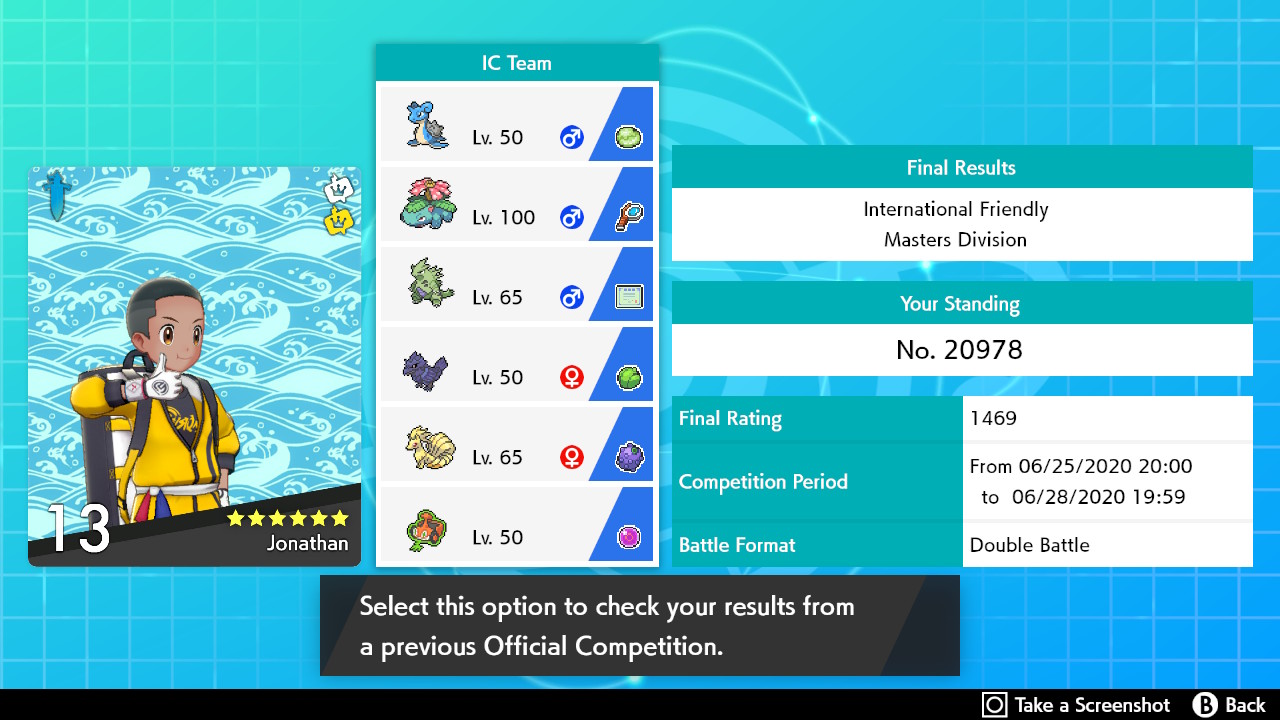 IC Team
Lv. 50
Lv. 100
Lv. 65
Lv. 50
Lv. 65
Lv. 50
13
Jonathan
Final Results
International Friendly
Masters Division
Your Standing
No. 20978
Final Rating 1469
Competition Period From 06/25/2020 20:00
to 06/28/2020 19:59
Battle Format Double Battle
Select this option to check your results from
a previous Official Competition.
Take a Screenshot B Back